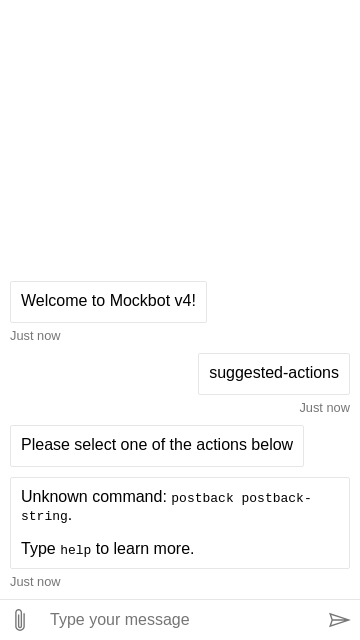 Welcome to Mockbot v4!
Just now
suggested-actions
Just now
Please select one of the actions below
Unknown command: postback postback-
string.
Type help to learn more.
Just now
Type your message